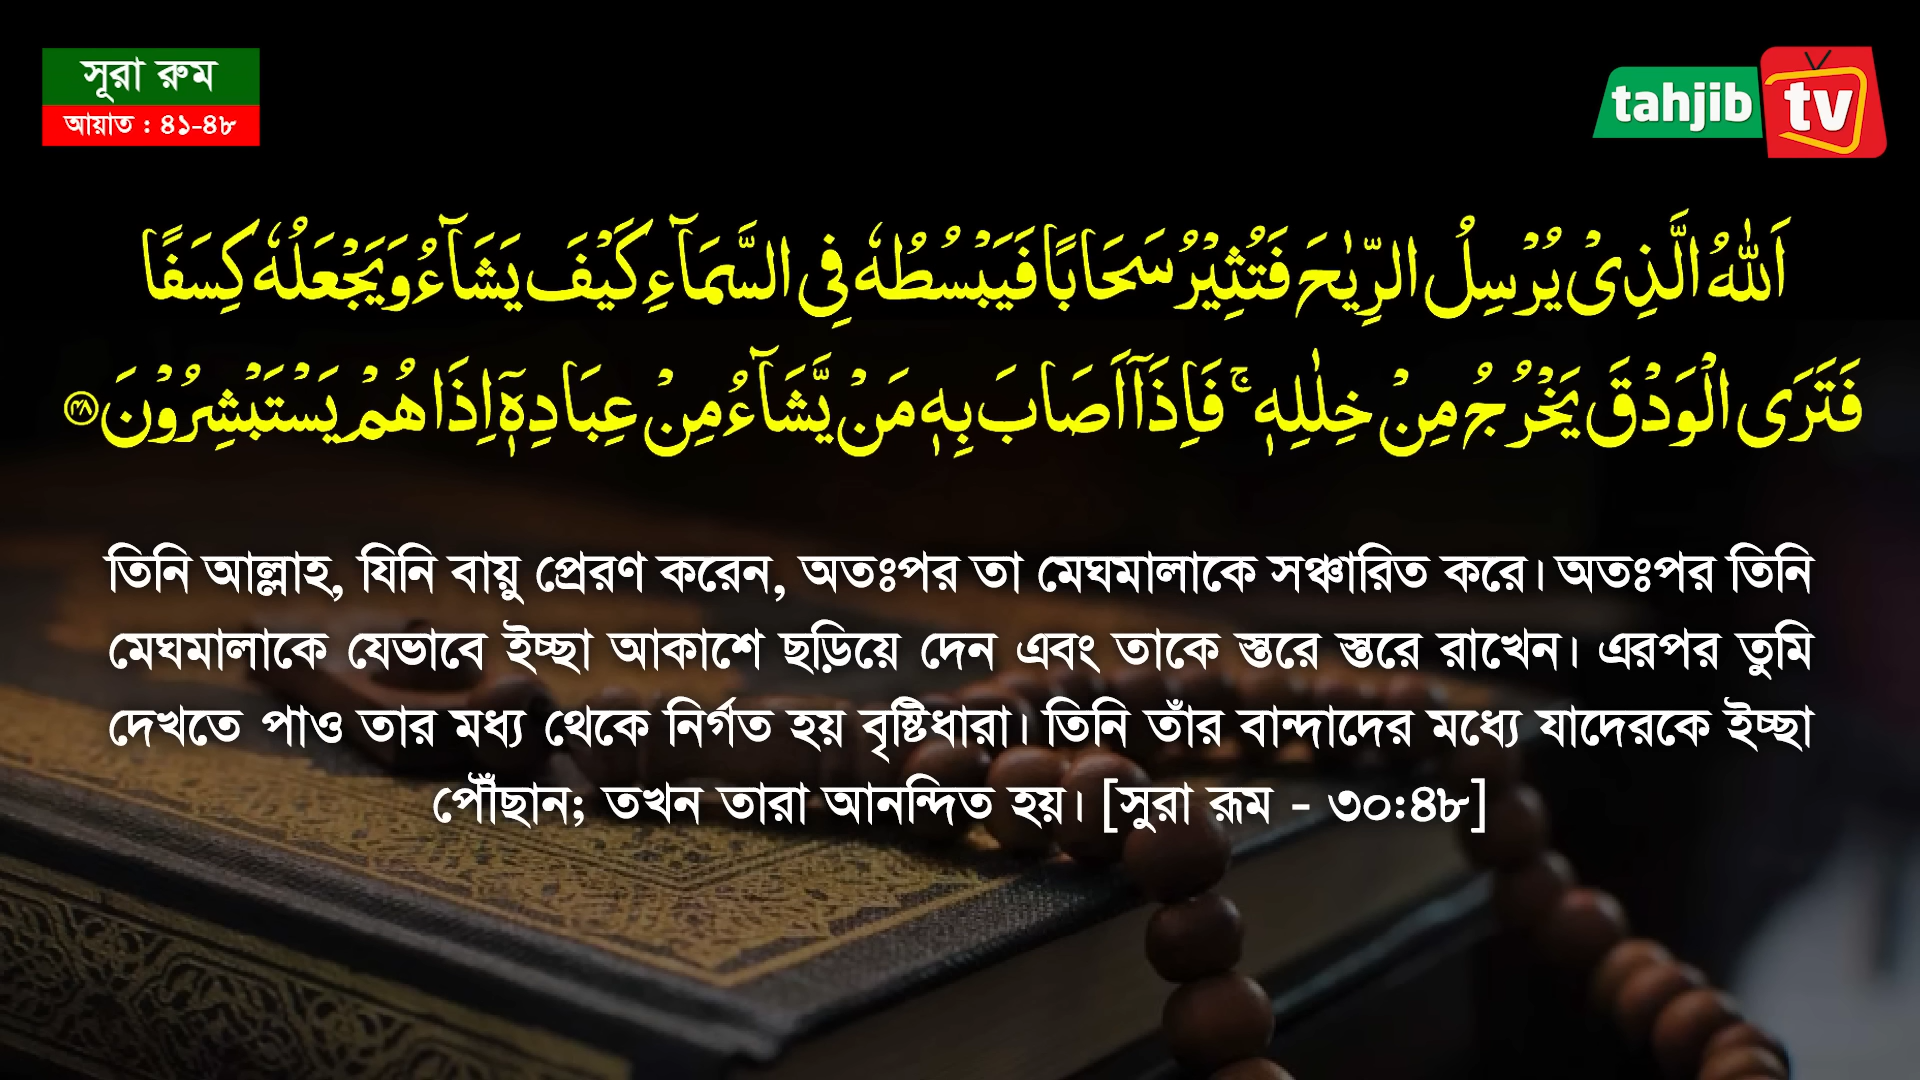 সূরা রুম
আয়াত : ৪১-৪৮
tahjib tv
اَللّٰهُ الَّذِیْ یُرْسِلُ الرِّیٰحَ فَتُثِیْرُ سَحَابًا فَیَبْسُطُهٗ فِی السَّمَآءِ كَیْفَ یَشَآءُ وَیَجْعَلُهٗ كِسَفًا
فَتَرَی الْوَدْقَ یَخْرُجُ مِنْ خِلٰلِهٖ ۚ فَاِذَاۤ اَصَابَ بِهٖ مَنْ یَّشَآءُ مِنْ عِبَادِهٖۤ اِذَا هُمْ یَسْتَبْشِرُوْنَ ﴿۴۸﴾
তিনি আল্লাহ, যিনি বায়ু প্রেরণ করেন, অতঃপর তা মেঘমালাকে সঞ্চারিত করে। অতঃপর তিনি
মেঘমালাকে যেভাবে ইচ্ছা আকাশে ছড়িয়ে দেন এবং তাকে স্তরে স্তরে রাখেন। এরপর তুমি
দেখতে পাও তার মধ্য থেকে নির্গত হয় বৃষ্টিধারা। তিনি তাঁর বান্দাদের মধ্যে যাদেরকে ইচ্ছা
পৌঁছান; তখন তারা আনন্দিত হয়। [সুরা রূম - ৩০:৪৮]